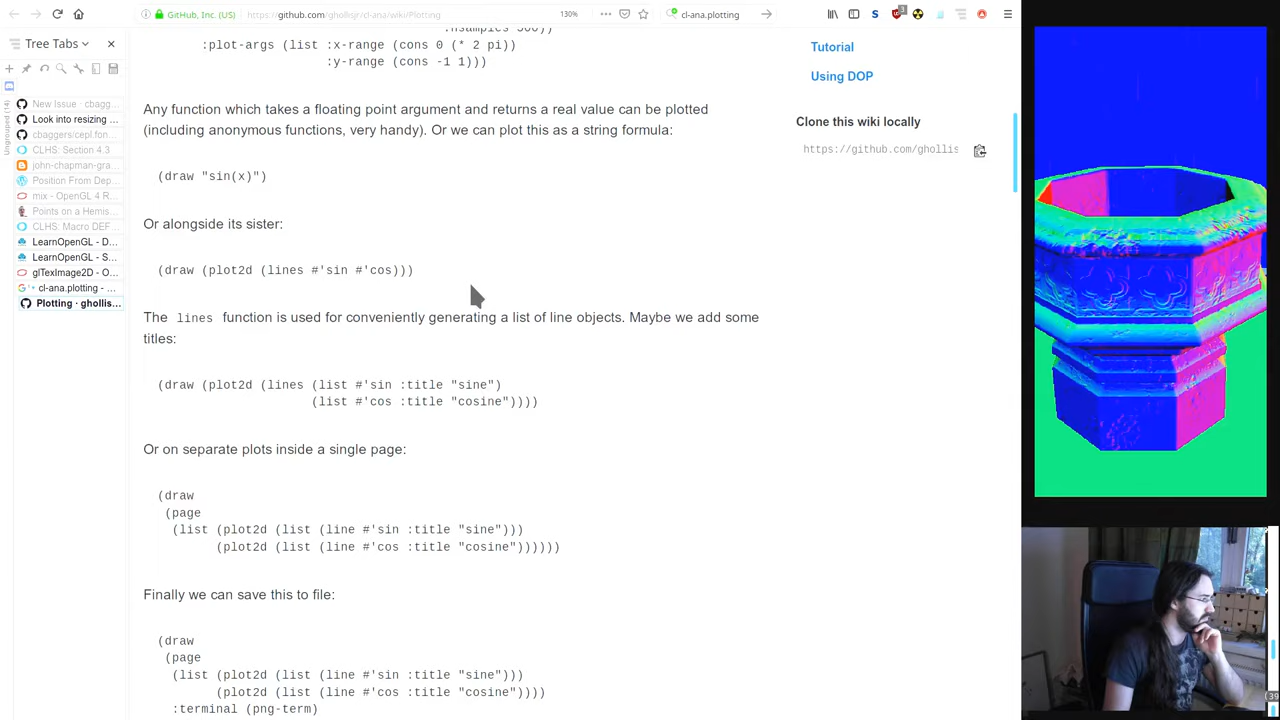 GitHub, Inc. (US)
https://github.com/ghollisjr/cl-ana/wiki/Plotting
130%
cl-ana.plotting
3
Tree Tabs
Ungrouped (14)
New Issue · cbagg...
Look into resizing ...
cbaggers/cepl.fon...
CLHS: Section 4.3
john-chapman-gra...
Position From Dep...
mix - OpenGL 4 R...
Points on a Hemis...
CLHS: Macro DEF...
LearnOpenGL - D...
LearnOpenGL - S...
glTexImage2D - O...
cl-ana.plotting - ...
Plotting · ghollis...
:plot-args (list :x-range (cons 0 (* 2 pi))
:y-range (cons -1 1)))
Any function which takes a floating point argument and returns a real value can be plotted
(including anonymous functions, very handy). Or we can plot this as a string formula:
(draw "sin(x)")
Or alongside its sister:
(draw (plot2d (lines #'sin #'cos)))
The lines function is used for conveniently generating a list of line objects. Maybe we add some
titles:
(draw (plot2d (lines (list #'sin :title "sine")
(list #'cos :title "cosine"))))
Or on separate plots inside a single page:
(draw
(page
(list (plot2d (list (line #'sin :title "sine")))
(plot2d (list (line #'cos :title "cosine"))))))
Finally we can save this to file:
(draw
(page
(list (plot2d (list (line #'sin :title "sine")))
(plot2d (list (line #'cos :title "cosine"))))
:terminal (png-term)
Tutorial
Using DOP
Clone this wiki locally
https://github.com/ghollis
(39